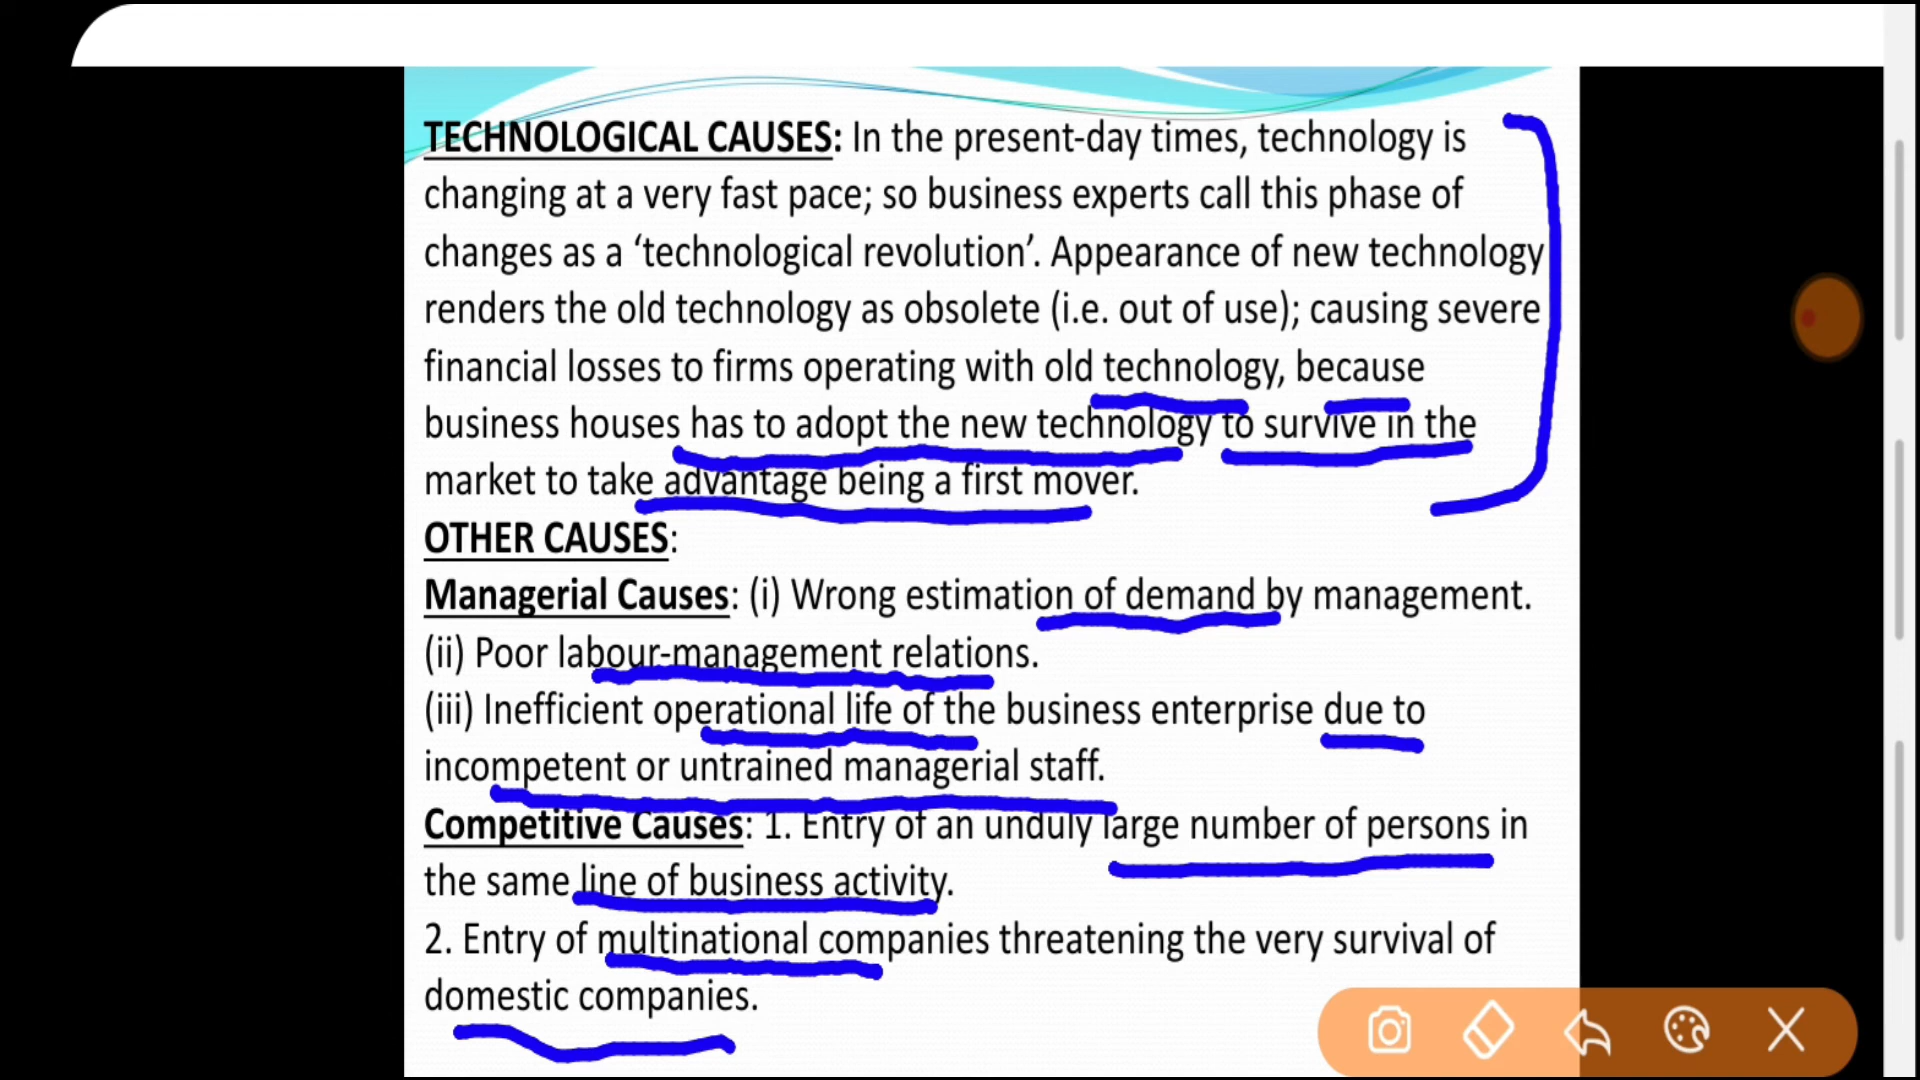 TECHNOLOGICAL CAUSES: In the present-day times, technology is
changing at a very fast pace; so business experts call this phase of
changes as a ‘technological revolution’. Appearance of new technology
renders the old technology as obsolete (i.e. out of use); causing severe
financial losses to firms operating with old technology, because
business houses has to adopt the new technology to survive in the
market to take advantage being a first mover.
OTHER CAUSES:
Managerial Causes: (i) Wrong estimation of demand by management.
(ii) Poor labour-management relations.
(iii) Inefficient operational life of the business enterprise due to
incompetent or untrained managerial staff.
Competitive Causes: 1. Entry of an unduly large number of persons in
the same line of business activity.
2. Entry of multinational companies threatening the very survival of
domestic companies.